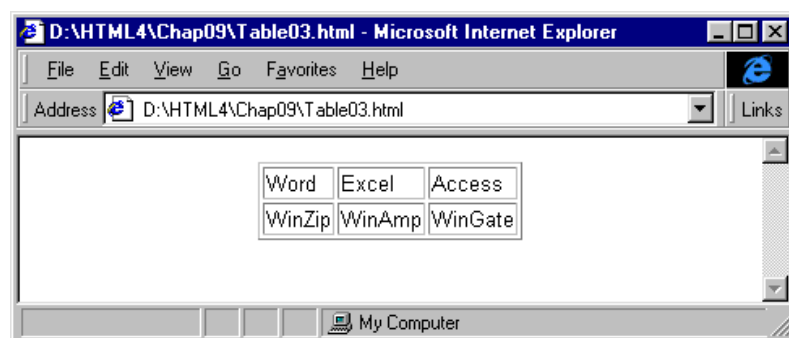 D:\HTML4\Chap09\Table03.htm - Microsoft Internet Explorer
File Edit View Go Favorites Help
Address D:\HTML4\Chap09\Table03.html Links
Word Excel Access
WinZip WinAmp WinGate
My Computer